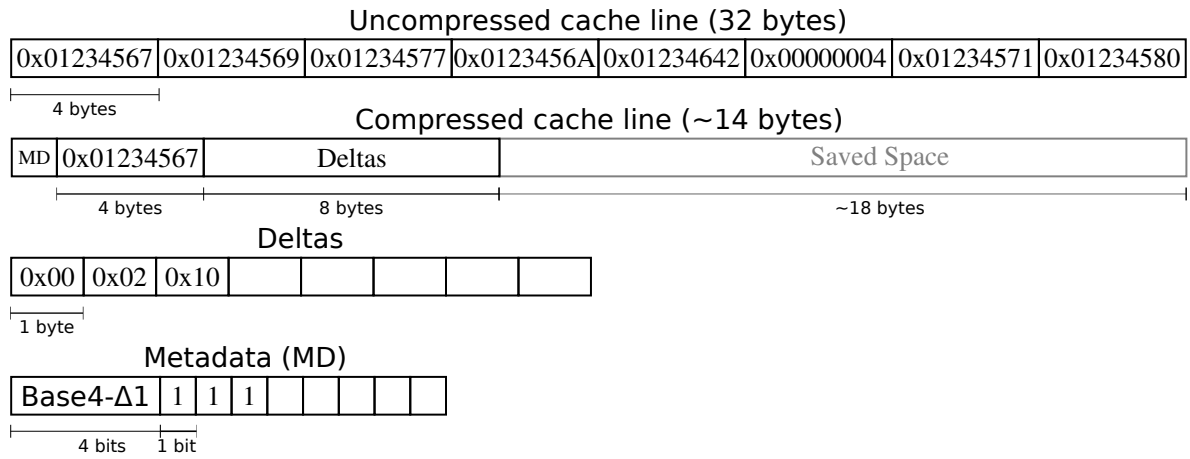 Uncompressed cache line (32 bytes)
0x01234567 0x01234569 0x01234577 0x0123456A 0x01234642 0x00000004 0x01234571 0x01234580
4 bytes
Compressed cache line (~14 bytes)
MD 0x01234567 Deltas Saved Space
4 bytes 8 bytes ~18 bytes
Deltas
0x00 0x02 0x10
1 byte
Metadata (MD)
Base4-Δ1 1 1 1
4 bits 1 bit